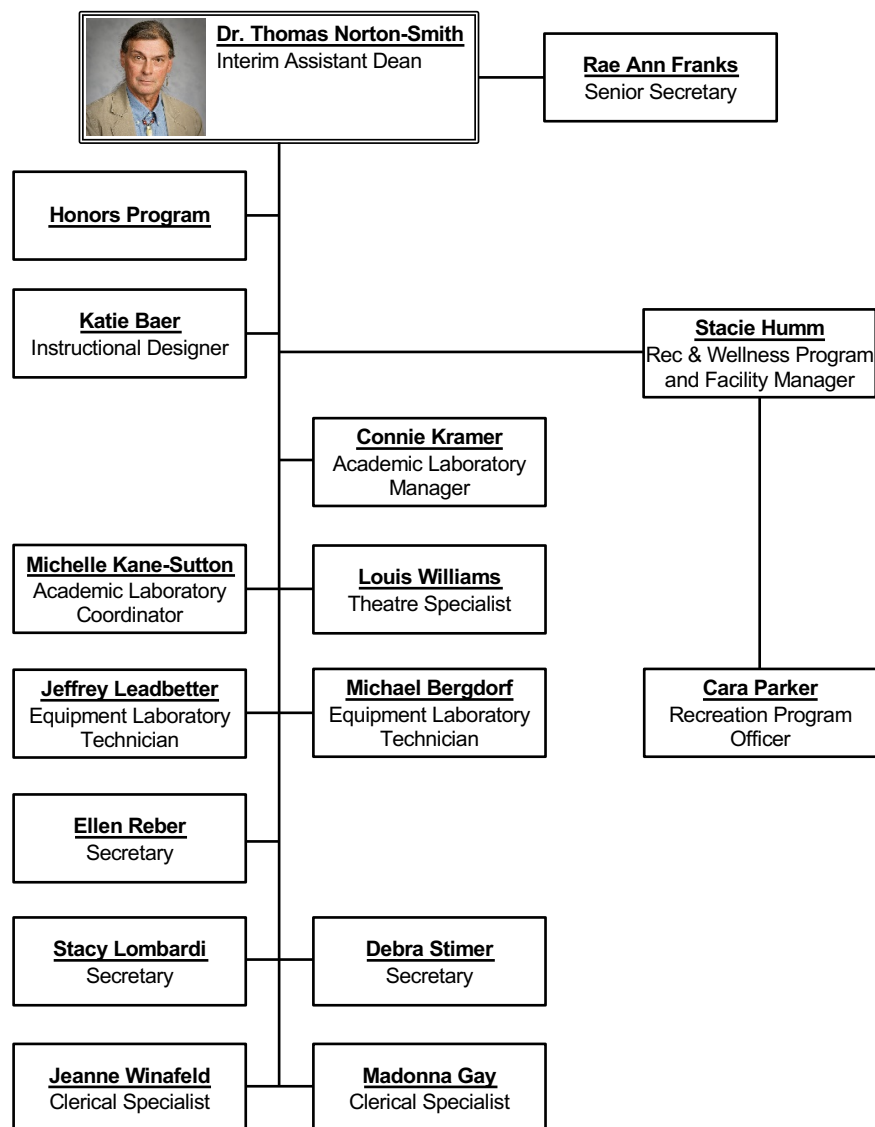 Dr. Thomas Norton-Smith
Interim Assistant Dean
Rae Ann Franks
Senior Secretary
Honors Program
Katie Baer
Instructional Designer
Stacie Humm
Rec & Wellness Program
and Facility Manager
Connie Kramer
Academic Laboratory
Manager
Michelle Kane-Sutton
Academic Laboratory
Coordinator
Louis Williams
Theatre Specialist
Jeffrey Leadbetter
Equipment Laboratory
Technician
Michael Bergdorf
Equipment Laboratory
Technician
Cara Parker
Recreation Program
Officer
Ellen Reber
Secretary
Stacy Lombardi
Secretary
Debra Stimer
Secretary
Jeanne Winafeld
Clerical Specialist
Madonna Gay
Clerical Specialist